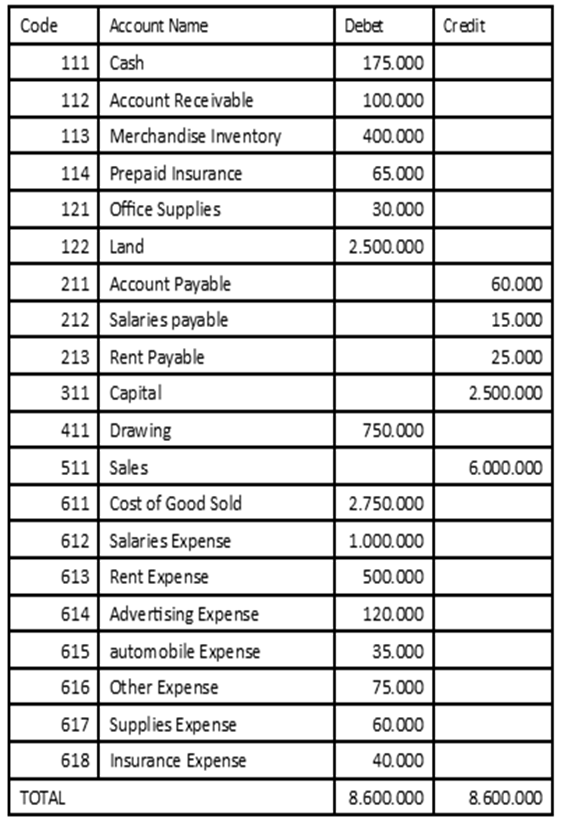 Code Account Name Debet Credit
111 Cash 175.000
112 Account Receivable 100.000
113 Merchandise Inventory 400.000
114 Prepaid Insurance 65.000
121 Office Supplies 30.000
122 Land 2.500.000
211 Account Payable 60.000
212 Salaries payable 15.000
213 Rent Payable 25.000
311 Capital 2.500.000
411 Drawing 750.000
511 Sales 6.000.000
611 Cost of Good Sold 2.750.000
612 Salaries Expense 1.000.000
613 Rent Expense 500.000
614 Advertising Expense 120.000
615 automobile Expense 35.000
616 Other Expense 75.000
617 Supplies Expense 60.000
618 Insurance Expense 40.000
TOTAL 8.600.000 8.600.000